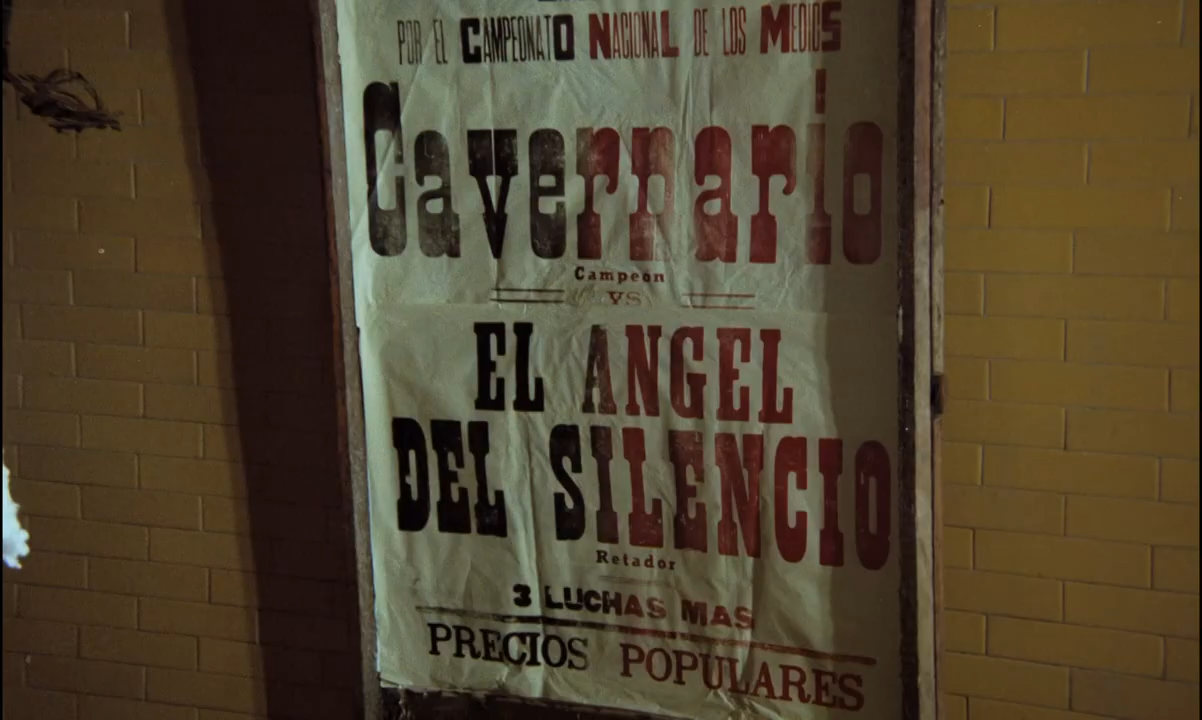 POR EL CAMPEONATO NACIONAL DE LOS MEDIOS
Cavernario
Campeon
VS
EL ANGEL
DEL SILENCIO
Retador
3 LUCHAS MAS
PRECIOS POPULARES